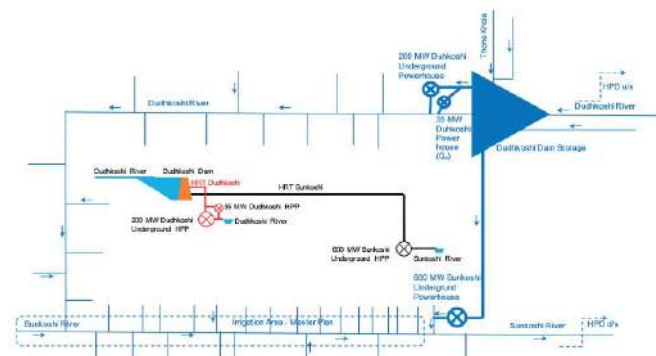 Thotne Khola
200 MW Duhkoshi
Underground
Powerhouse
HPD u/s
Dudhkoshi River
Dudhkoshi River
35 MW
Duhkoshi
Power
house
Dudhkoshi Dam Storage
Dudhkoshi River
Dudhkoshi Dam
HRT Dudhkoshi
HRT Sunkoshi
35 MW Dudhkoshi HPP
200 MW Dudhkoshi
Underground HPP
Dudhkoshi River
600 MW Sunkoshi
Underground HPP
Sunkoshi River
600 MW Sunkoshi
Underground
Powerhouse
Sunkoshi River
Irrigation Area - Master Plan
Sunkoshi River
HPD d/s